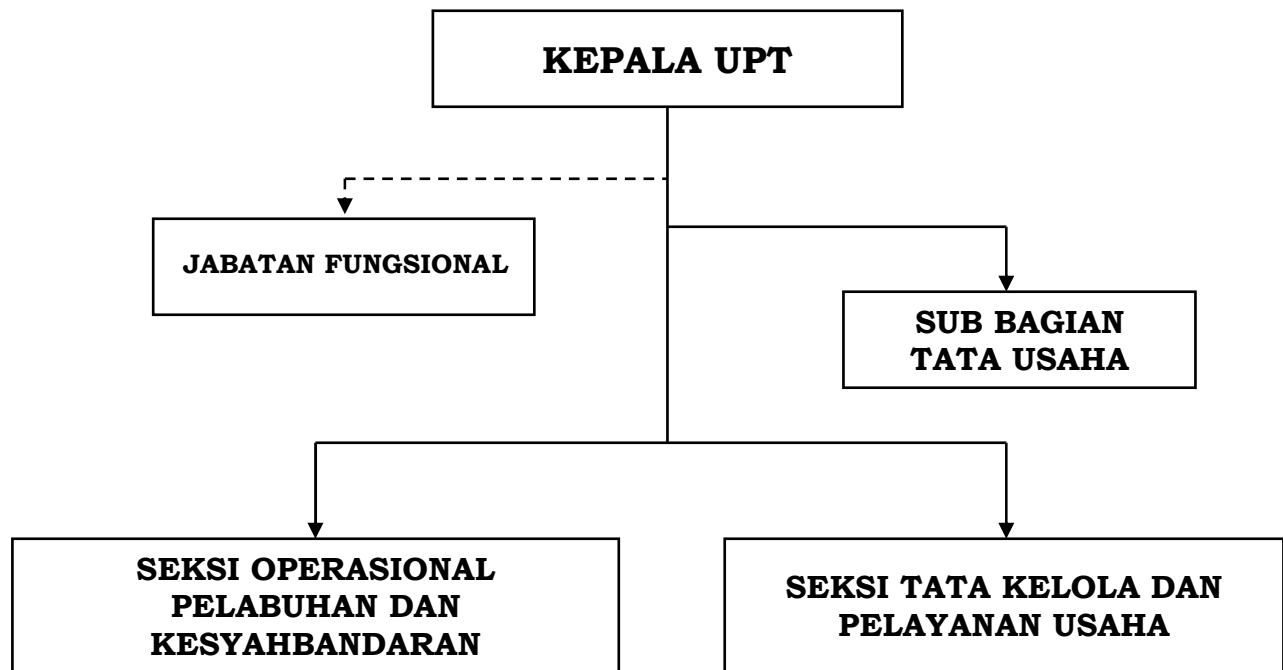 KEPALA UPT
JABATAN FUNGSIONAL
SUB BAGIAN
TATA USAHA
SEKSI OPERASIONAL
PELABUHAN DAN
KESYAHBANDARAN
SEKSI TATA KELOLA DAN
PELAYANAN USAHA